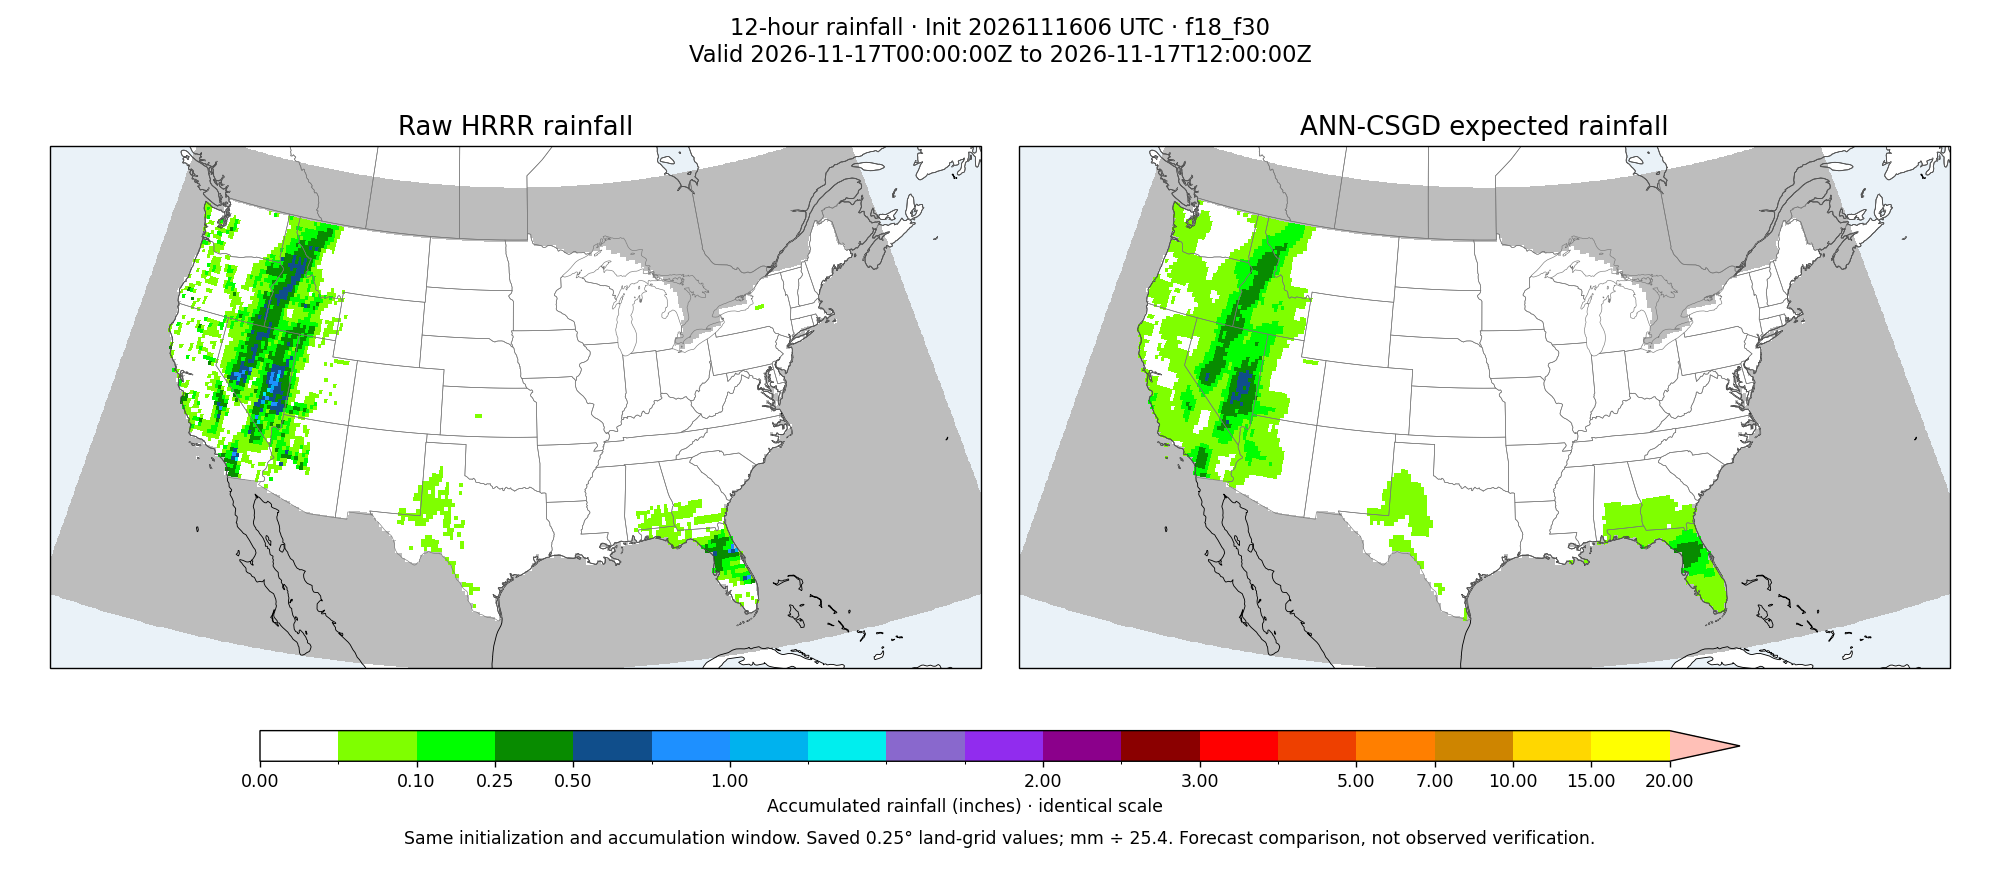 12-hour rainfall · Init 2026111606 UTC · f18_f30
Valid 2026-11-17T00:00:00Z to 2026-11-17T12:00:00Z
Raw HRRR rainfall
ANN-CSGD expected rainfall
0.00 0.10 0.25 0.50 1.00 2.00 3.00 5.00 7.00 10.00 15.00 20.00
Accumulated rainfall (inches) · identical scale
Same initialization and accumulation window. Saved 0.25° land-grid values; mm ÷ 25.4. Forecast comparison, not observed verification.